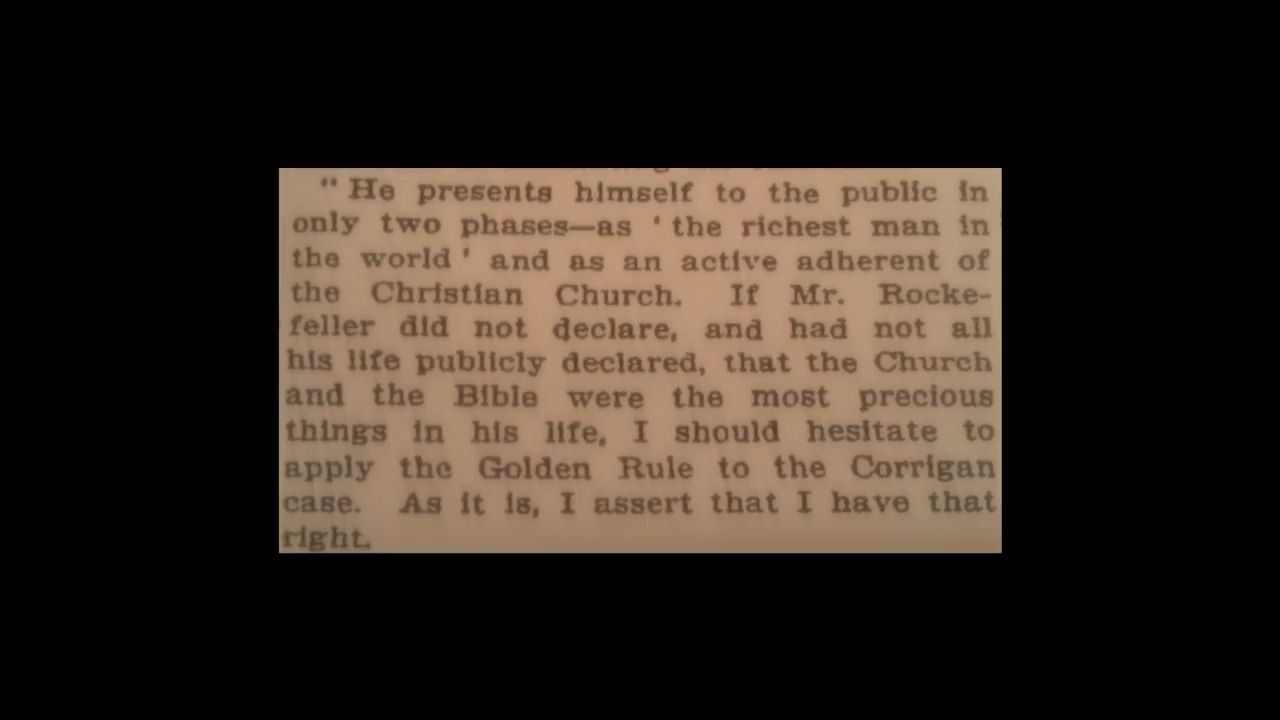 " He presents himself to the public in
only two phases—as ' the richest man in
the world ' and as an active adherent of
the Christian Church. If Mr. Rocke-
feller did not declare, and had not all
his life publicly declared, that the Church
and the Bible were the most precious
things in his life, I should hesitate to
apply the Golden Rule to the Corrigan
case. As it is, I assert that I have that
right.